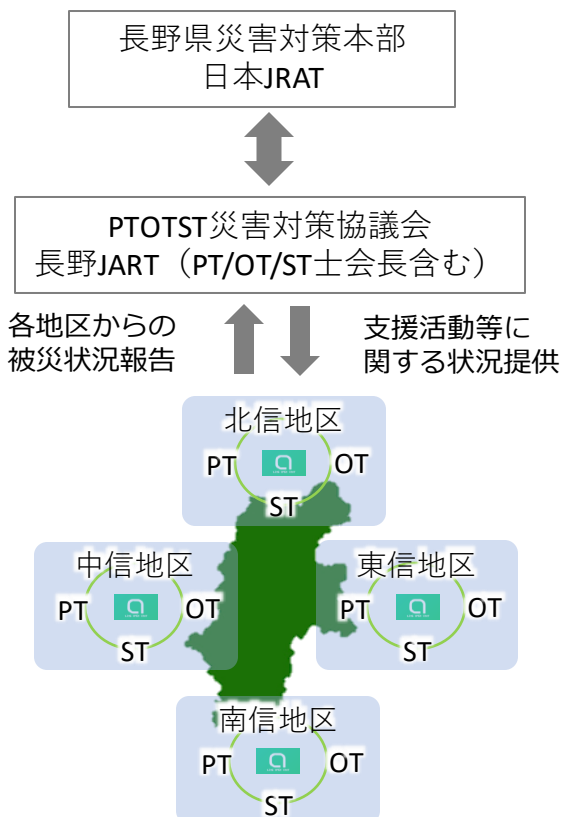 長野県災害対策本部
日本JRAT
PTOTST災害対策協議会
長野JART（PT/OT/ST士会長含む）
各地区からの
被災状況報告
支援活動等に
関する状況提供
北信地区
PT
OT
ST
中信地区
PT
OT
ST
東信地区
PT
OT
ST
南信地区
PT
OT
ST